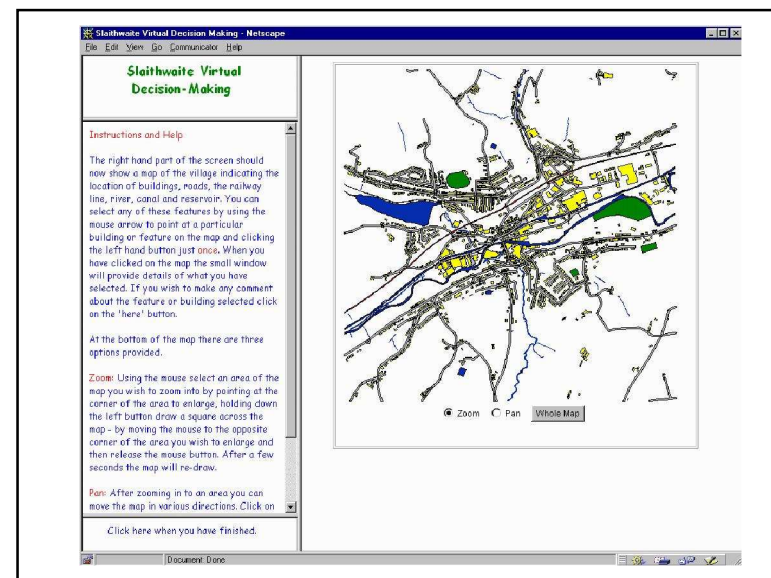 Slaithwaite Virtual Decision Making - Netscape
File Edit View Go Communicator Help
Slaithwaite Virtual
Decision-Making
Instructions and Help
The right hand part of the screen should
now show a map of the village indicating the
location of buildings, roads, the railway
line, river, canal and reservoir. You can
select any of these features by using the
mouse arrow to point at a particular
building or feature on the map and clicking
the left hand button just once. When you
have clicked on the map the small window
will provide details of what you have
selected. If you wish to make any comment
about the feature or building selected click
on the 'here' button.
At the bottom of the map there are three
options provided.
Zoom: Using the mouse select an area of the
map you wish to zoom into by pointing at the
corner of the area to enlarge, holding down
the left button draw a square across the
map - by moving the mouse to the opposite
corner of the area you wish to enlarge and
then release the mouse button. After a few
seconds the map will re-draw.
Pan: After zooming in to an area you can
move the map in various directions. Click on
Click here when you have finished.
Zoom Pan Whole Map
Document: Done